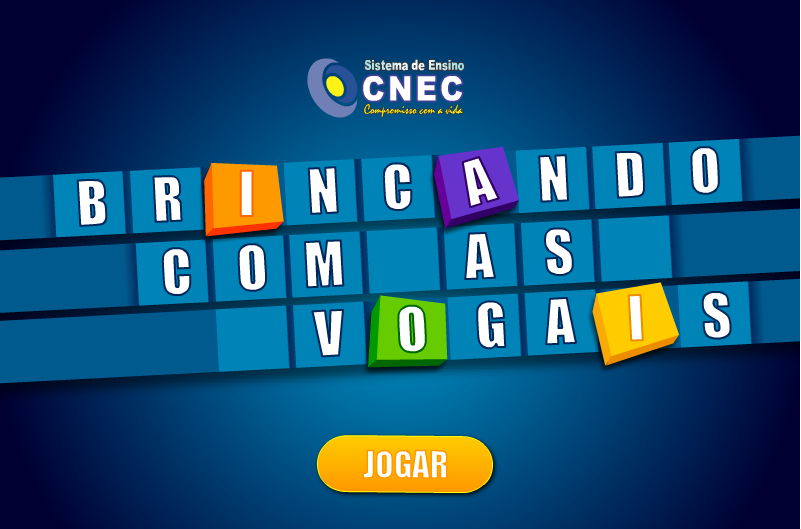 Sistema de Ensino
CNEC
Compromisso com a vida
BRINCANDO
COM AS
VOGAIS
JOGAR